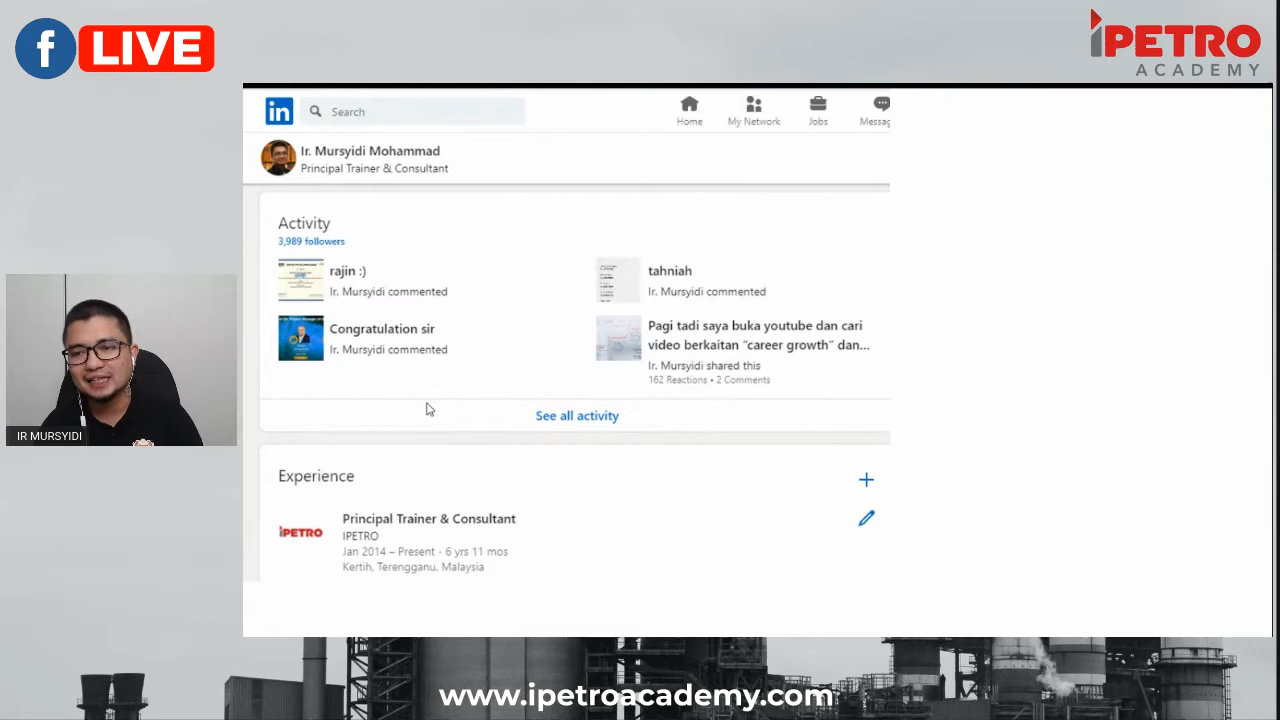 f LIVE
iPETRO
ACADEMY
in
Search
Home
My Network
Jobs
Messag
Ir. Mursyidi Mohammad
Principal Trainer & Consultant
Activity
3,989 followers
rajin :)
Ir. Mursyidi commented
tahniah
Ir. Mursyidi commented
Congratulation sir
Ir. Mursyidi commented
Pagi tadi saya buka youtube dan cari
video berkaitan "career growth" dan...
Ir. Mursyidi shared this
162 Reactions • 2 Comments
See all activity
IR MURSYIDI
Experience
iPETRO
Principal Trainer & Consultant
IPETRO
Jan 2014 – Present · 6 yrs 11 mos
Kertih, Terengganu, Malaysia
www.ipetroacademy.com